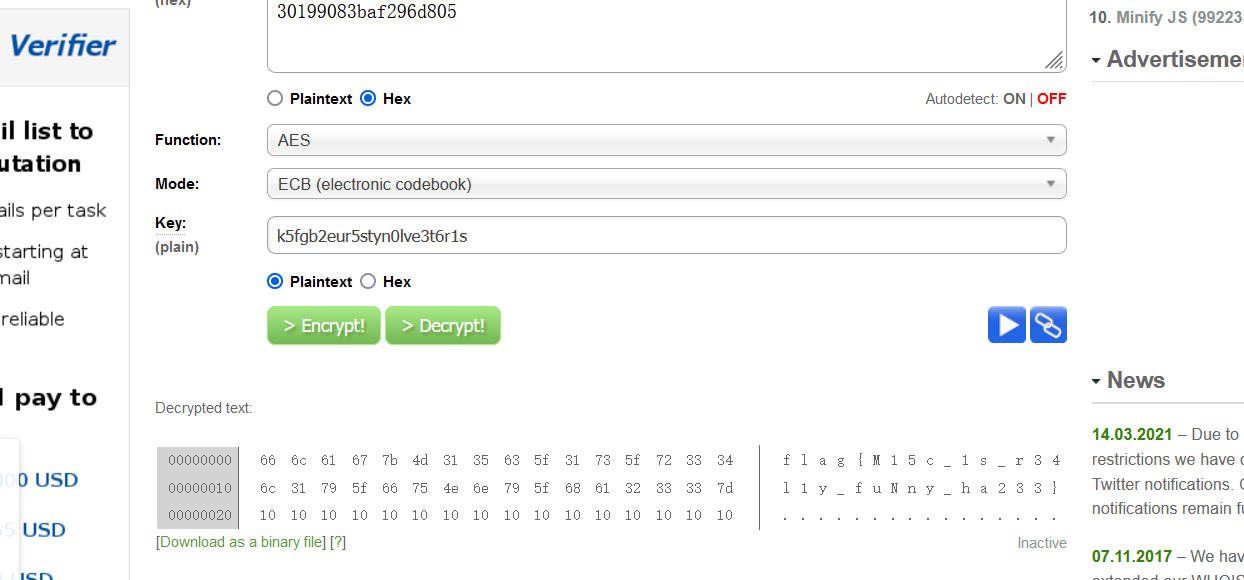 (hex)
30199083baf296d805
10. Minify JS (99223
Verifier
Advertisemen
Plaintext Hex
Autodetect: ON | OFF
il list to
utation
Function: AES
Mode: ECB (electronic codebook)
ails per task
Key: k5fgb2eur5styn0lve3t6r1s
(plain)
starting at
mail
Plaintext Hex
reliable
> Encrypt! > Decrypt!
News
pay to
Decrypted text:
14.03.2021 – Due to
restrictions we have
00000000 66 6c 61 67 7b 4d 31 35 63 5f 31 73 5f 72 33 34 f l a g { M 1 5 c _ 1 s _ r 3 4
00 USD
00000010 6c 31 79 5f 66 75 4e 6e 79 5f 68 61 32 33 33 7d l 1 y _ f u N n y _ h a 2 3 3 }
Twitter notifications.
notifications remain
00000020 10 10 10 10 10 10 10 10 10 10 10 10 10 10 10 10 . . . . . . . . . . . . . . . .
5 USD
[Download as a binary file] [?]
Inactive
07.11.2017 – We hav
USD
extended our WHOIS